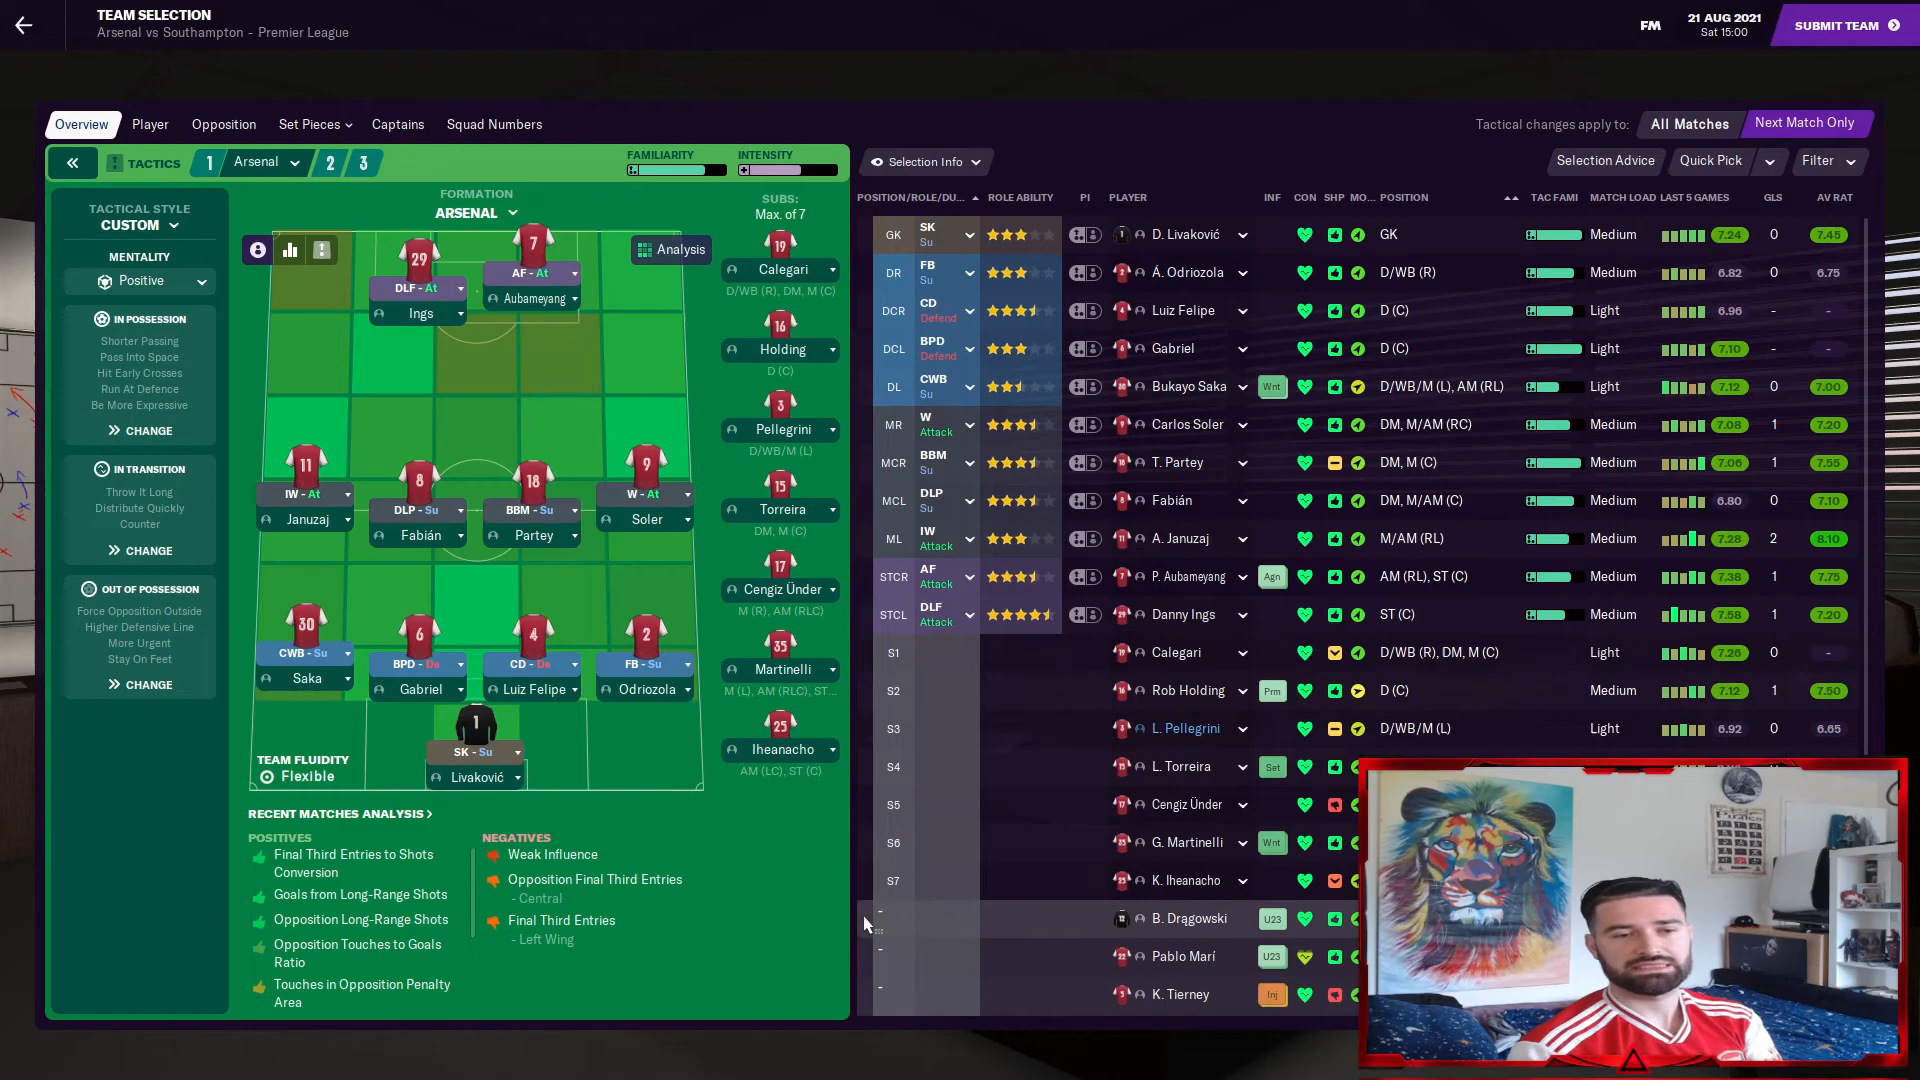 TEAM SELECTION
Arsenal vs Southampton - Premier League
FM
21 AUG 2021
Sat 15:00
SUBMIT TEAM
Overview
Player
Opposition
Set Pieces
Captains
Squad Numbers
Tactical changes apply to:
All Matches
Next Match Only
TACTICS
1
Arsenal
2
3
FAMILIARITY
INTENSITY
Selection Info
Selection Advice
Quick Pick
Filter
TACTICAL STYLE
CUSTOM
MENTALITY
Positive
IN POSSESSION
Shorter Passing
Pass Into Space
Hit Early Crosses
Run At Defence
Be More Expressive
CHANGE
IN TRANSITION
Throw It Long
Distribute Quickly
Counter
CHANGE
OUT OF POSSESSION
Force Opposition Outside
Higher Defensive Line
More Urgent
Stay On Feet
CHANGE
FORMATION
ARSENAL
Analysis
29
DLF - At
Ings
7
AF - At
Aubameyang
11
IW - At
Januzaj
8
DLP - Su
Fabián
18
BBM - Su
Partey
9
W - At
Soler
30
CWB - Su
Saka
6
BPD - De
Gabriel
4
CD - De
Luiz Felipe
2
FB - Su
Odriozola
1
SK - Su
Livaković
TEAM FLUIDITY
Flexible
SUBS:
Max. of 7
19
Calegari
D/WB (R), DM, M (C)
16
Holding
D (C)
3
Pellegrini
D/WB/M (L)
15
Torreira
DM, M (C)
17
Cengiz Ünder
M (R), AM (RLC)
35
Martinelli
M (L), AM (RLC), ST...
25
Iheanacho
AM (LC), ST (C)
RECENT MATCHES ANALYSIS
POSITIVES
Final Third Entries to Shots
Conversion
Goals from Long-Range Shots
Opposition Long-Range Shots
Opposition Touches to Goals
Ratio
Touches in Opposition Penalty
Area
NEGATIVES
Weak Influence
Opposition Final Third Entries
- Central
Final Third Entries
- Left Wing
POSITION/ROLE/DU... ROLE ABILITY PI PLAYER INF CON SHP MO... POSITION TAC FAMI MATCH LOAD LAST 5 GAMES GLS AV RAT
GK SK Su D. Livaković GK Medium 7.24 0 7.45
DR FB Su Á. Odriozola D/WB (R) Medium 6.82 0 6.75
DCR CD Defend Luiz Felipe D (C) Light 6.96 - -
DCL BPD Defend Gabriel D (C) Light 7.10 - -
DL CWB Su Bukayo Saka Wnt D/WB/M (L), AM (RL) Light 7.12 0 7.00
MR W Attack Carlos Soler DM, M/AM (RC) Medium 7.08 1 7.20
MCR BBM Su T. Partey DM, M (C) Medium 7.06 1 7.55
MCL DLP Su Fabián DM, M/AM (C) Medium 6.80 0 7.10
ML IW Attack A. Januzaj M/AM (RL) Medium 7.28 2 8.10
STCR AF Attack P. Aubameyang Agn AM (RL), ST (C) Medium 7.38 1 7.75
STCL DLF Attack Danny Ings ST (C) Medium 7.58 1 7.20
S1 Calegari D/WB (R), DM, M (C) Light 7.26 0 -
S2 Rob Holding Prm D (C) Medium 7.12 1 7.50
S3 L. Pellegrini D/WB/M (L) Light 6.92 0 6.65
S4 L. Torreira Set
S5 Cengiz Ünder
S6 G. Martinelli Wnt
S7 K. Iheanacho
- B. Drągowski U23
- Pablo Marí U23
- K. Tierney Inj